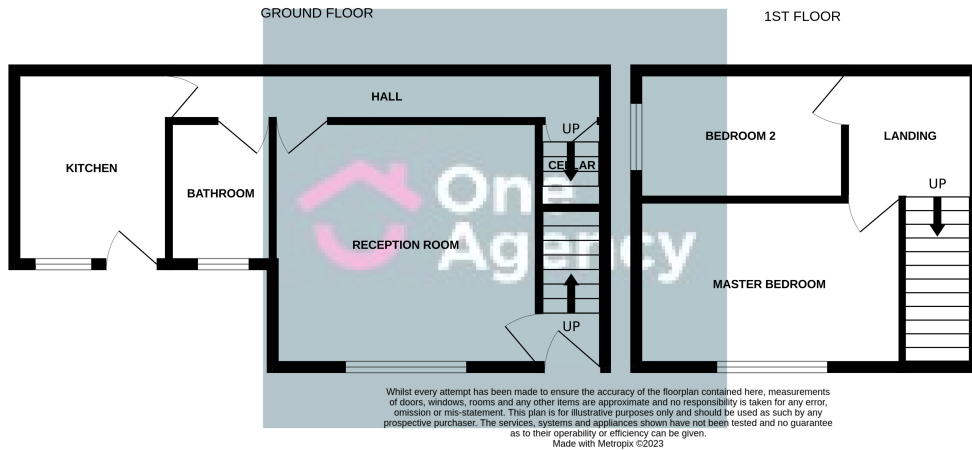 GROUND FLOOR
1ST FLOOR
HALL
UP
CELLAR
KITCHEN
BATHROOM
One
Agency
RECEPTION ROOM
UP
BEDROOM 2
LANDING
UP
MASTER BEDROOM
Whilst every attempt has been made to ensure the accuracy of the floorplan contained here, measurements
of doors, windows, rooms and any other items are approximate and no responsibility is taken for any error,
omission or mis-statement. This plan is for illustrative purposes only and should be used as such by any
prospective purchaser. The services, systems and appliances shown have not been tested and no guarantee
as to their operability or efficiency can be given.
Made with Metropix ©2023